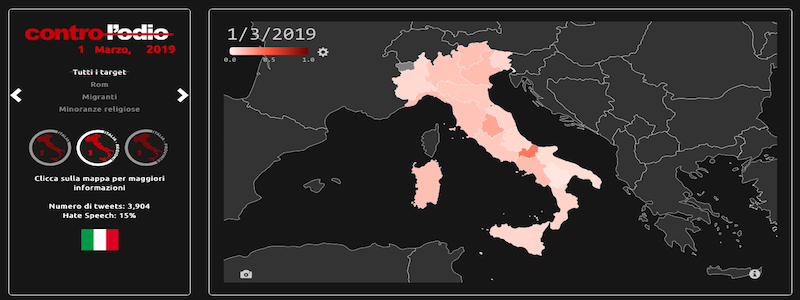 contro l'odio
1 Marzo, 2019
Tutti i target
Rom
Migranti
Minoranze religiose
Clicca sulla mappa per maggiori
informazioni
Numero di tweets: 3,904
Hate Speech: 15%
1/3/2019
0.0 0.5 1.0